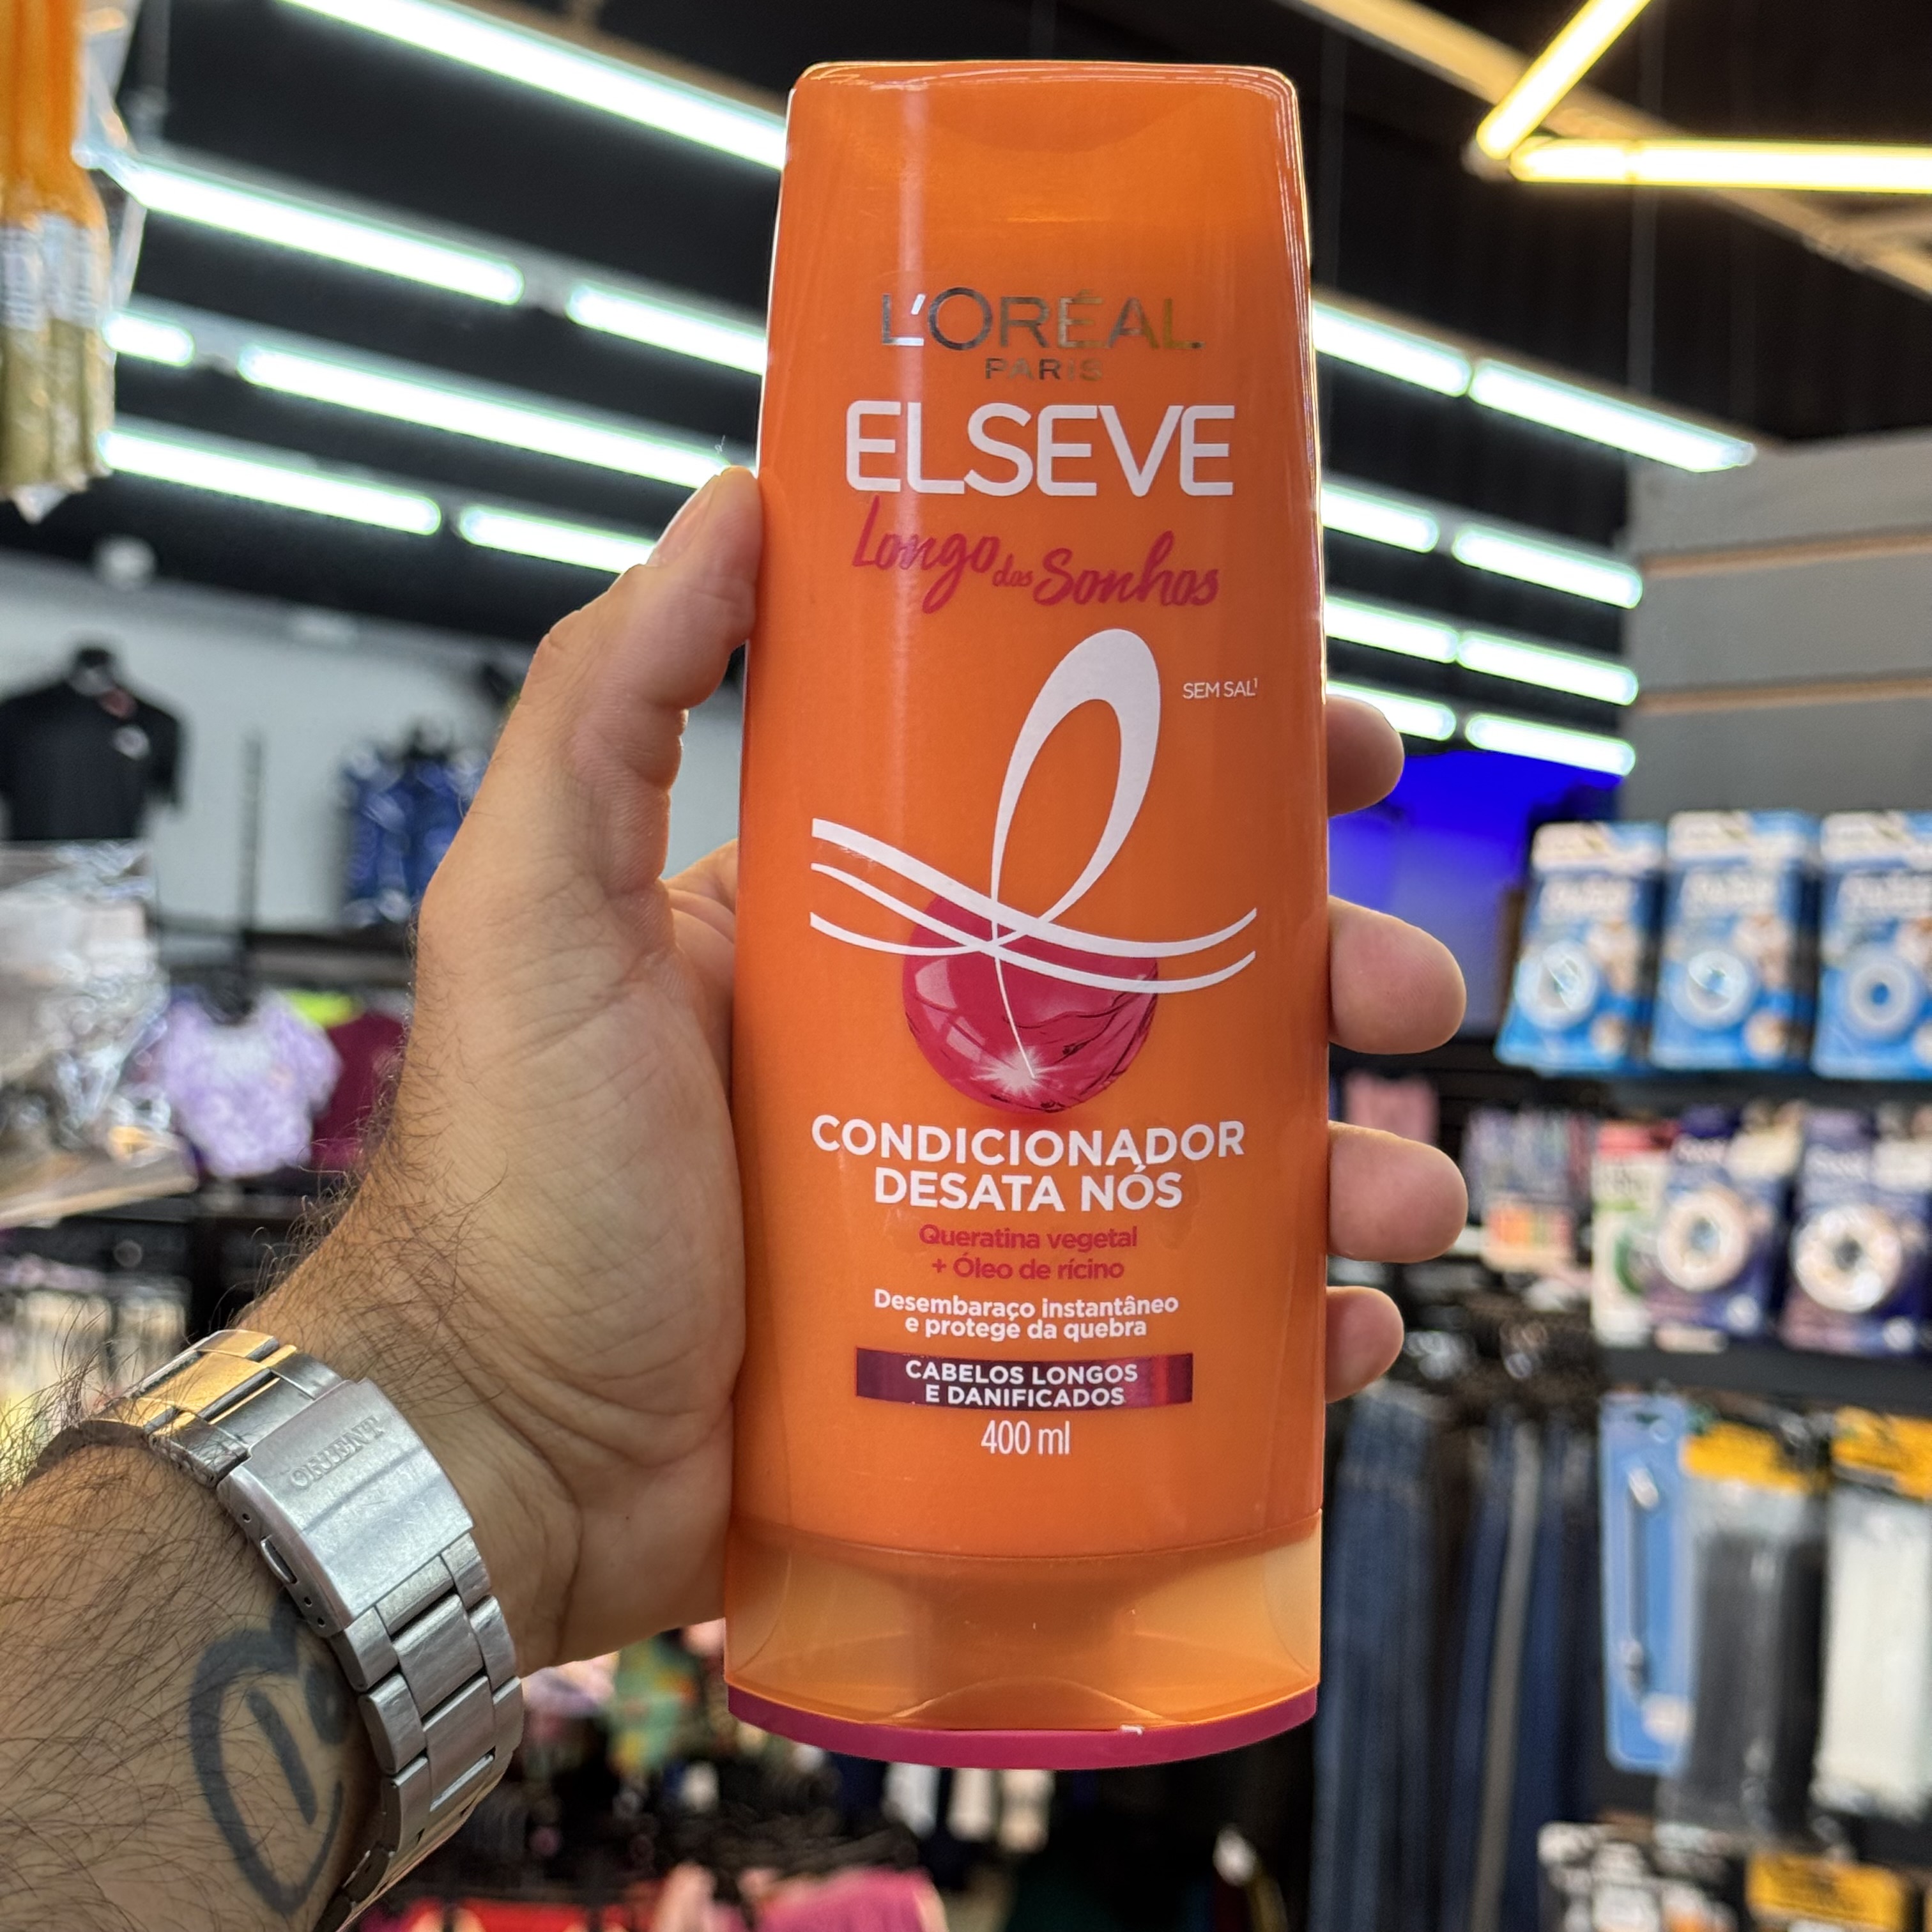 L'ORÉAL
PARIS
ELSEVE
Longo dos Sonhos
SEM SAL¹
CONDICIONADOR
DESATA NÓS
Queratina vegetal
+ Óleo de rícino
Desembaraço instantâneo
e protege da quebra
CABELOS LONGOS
E DANIFICADOS
400 ml
ORIENT